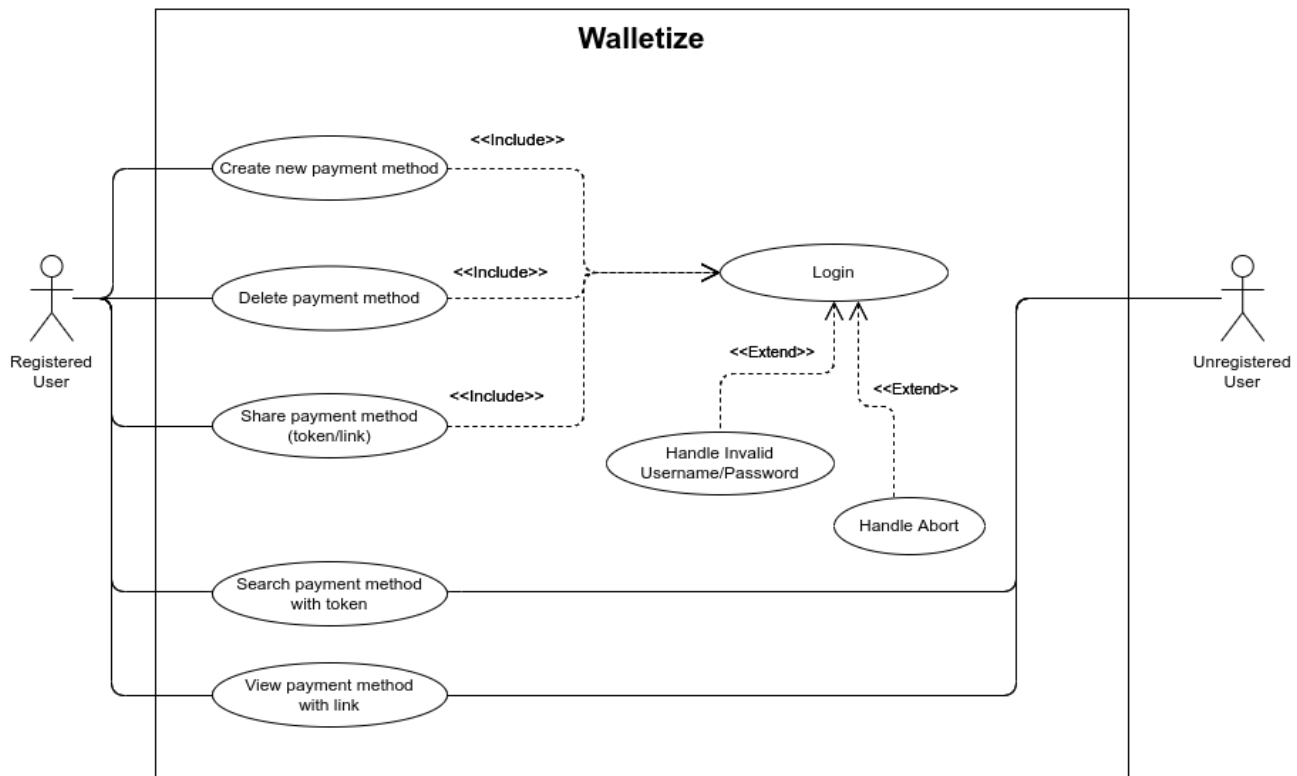 Walletize
<<Include>>
Create new payment method
<<Include>>
Login
Delete payment method
Registered
User
Unregistered
User
<<Extend>>
<<Include>>
<<Extend>>
Share payment method
(token/link)
Handle Invalid
Username/Password
Handle Abort
Search payment method
with token
View payment method
with link